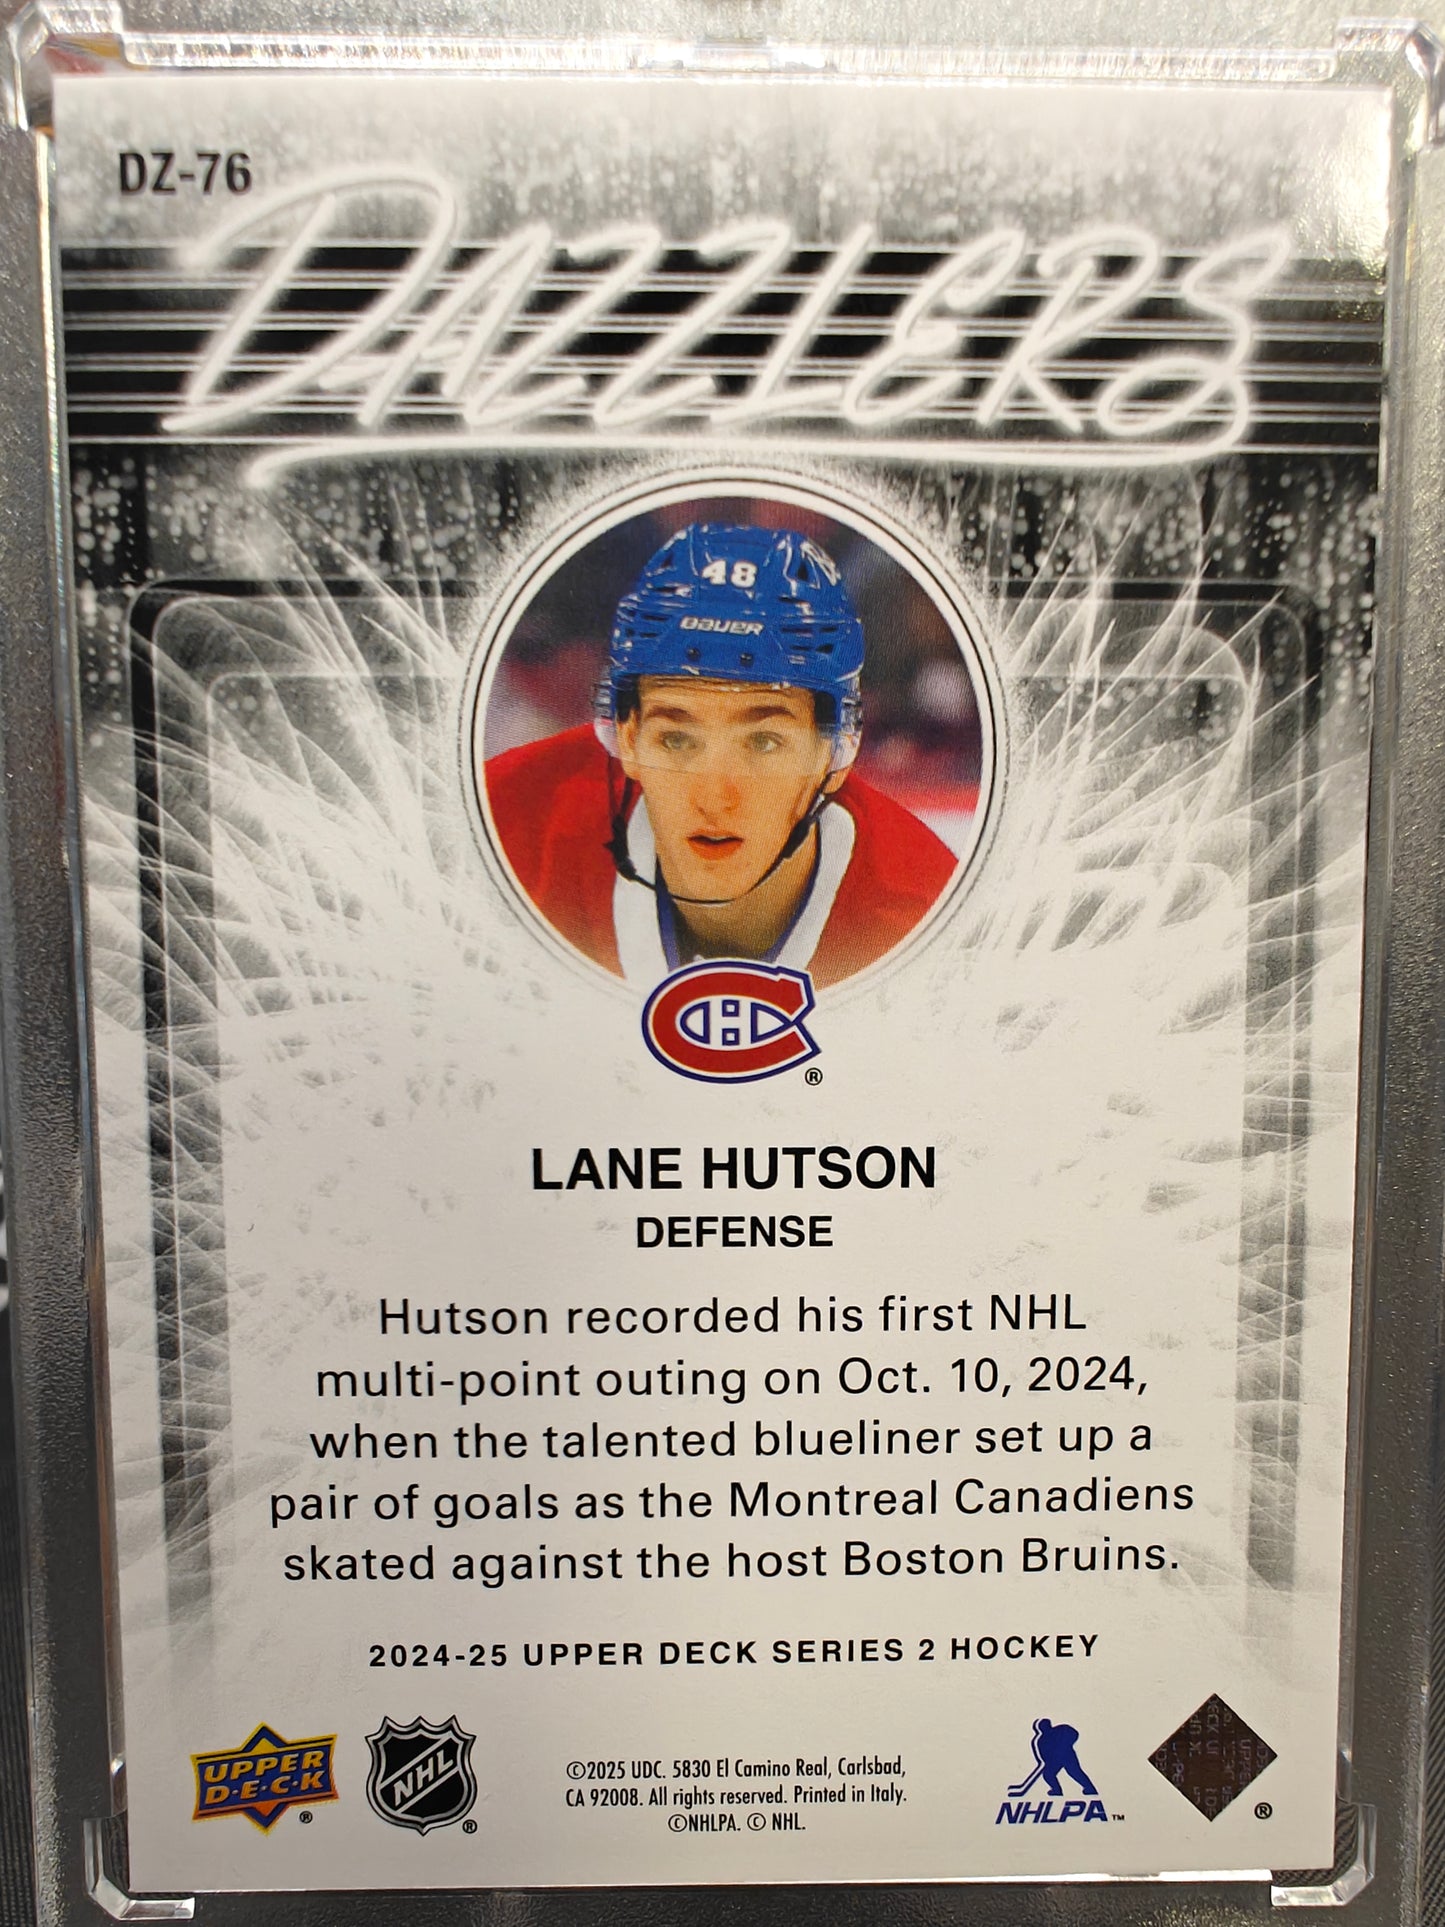 DZ-76
DAZZLERS
48
BAUER
LANE HUTSON
DEFENSE
Hutson recorded his first NHL
multi-point outing on Oct. 10, 2024,
when the talented blueliner set up a
pair of goals as the Montreal Canadiens
skated against the host Boston Bruins.
2024-25 UPPER DECK SERIES 2 HOCKEY
UPPER
D·E·C·K
®
NHL
®
©2025 UDC. 5830 El Camino Real, Carlsbad,
CA 92008. All rights reserved. Printed in Italy.
©NHLPA. © NHL.
NHLPA™
®